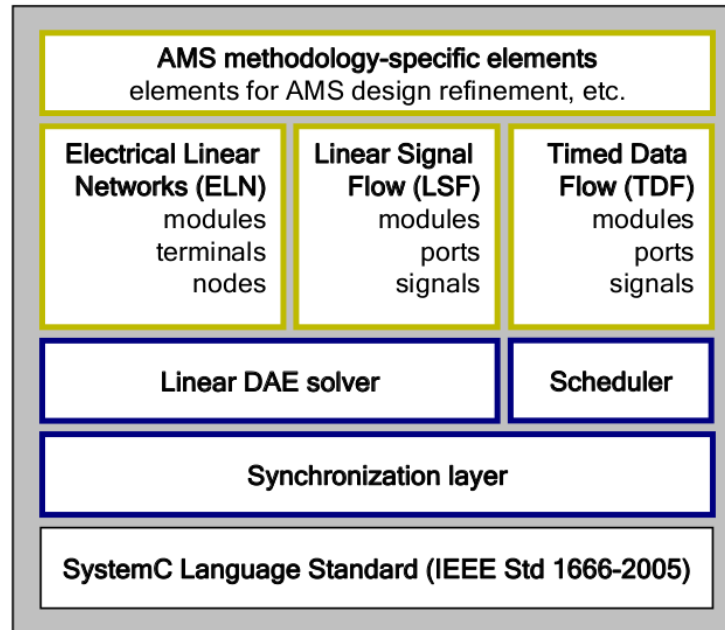 AMS methodology-specific elements
elements for AMS design refinement, etc.
Electrical Linear
Networks (ELN)
modules
terminals
nodes
Linear Signal
Flow (LSF)
modules
ports
signals
Timed Data
Flow (TDF)
modules
ports
signals
Linear DAE solver
Scheduler
Synchronization layer
SystemC Language Standard (IEEE Std 1666-2005)